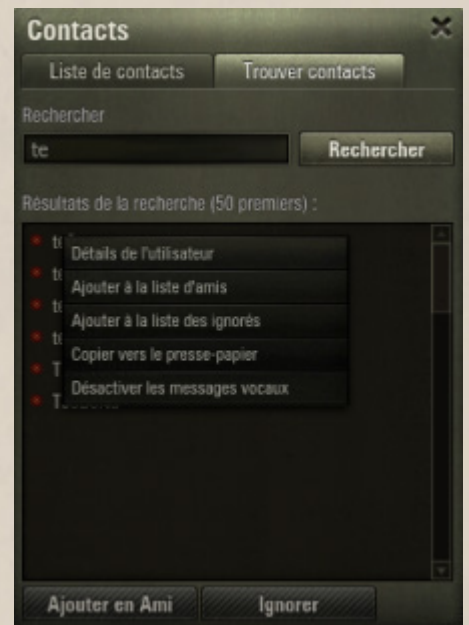 Contacts
Liste de contacts Trouver contacts
Rechercher
te Rechercher
Résultats de la recherche (50 premiers) :
Détails de l'utilisateur
Ajouter à la liste d'amis
Ajouter à la liste des ignorés
Copier vers le presse-papier
Désactiver les messages vocaux
Ajouter en Ami Ignorer